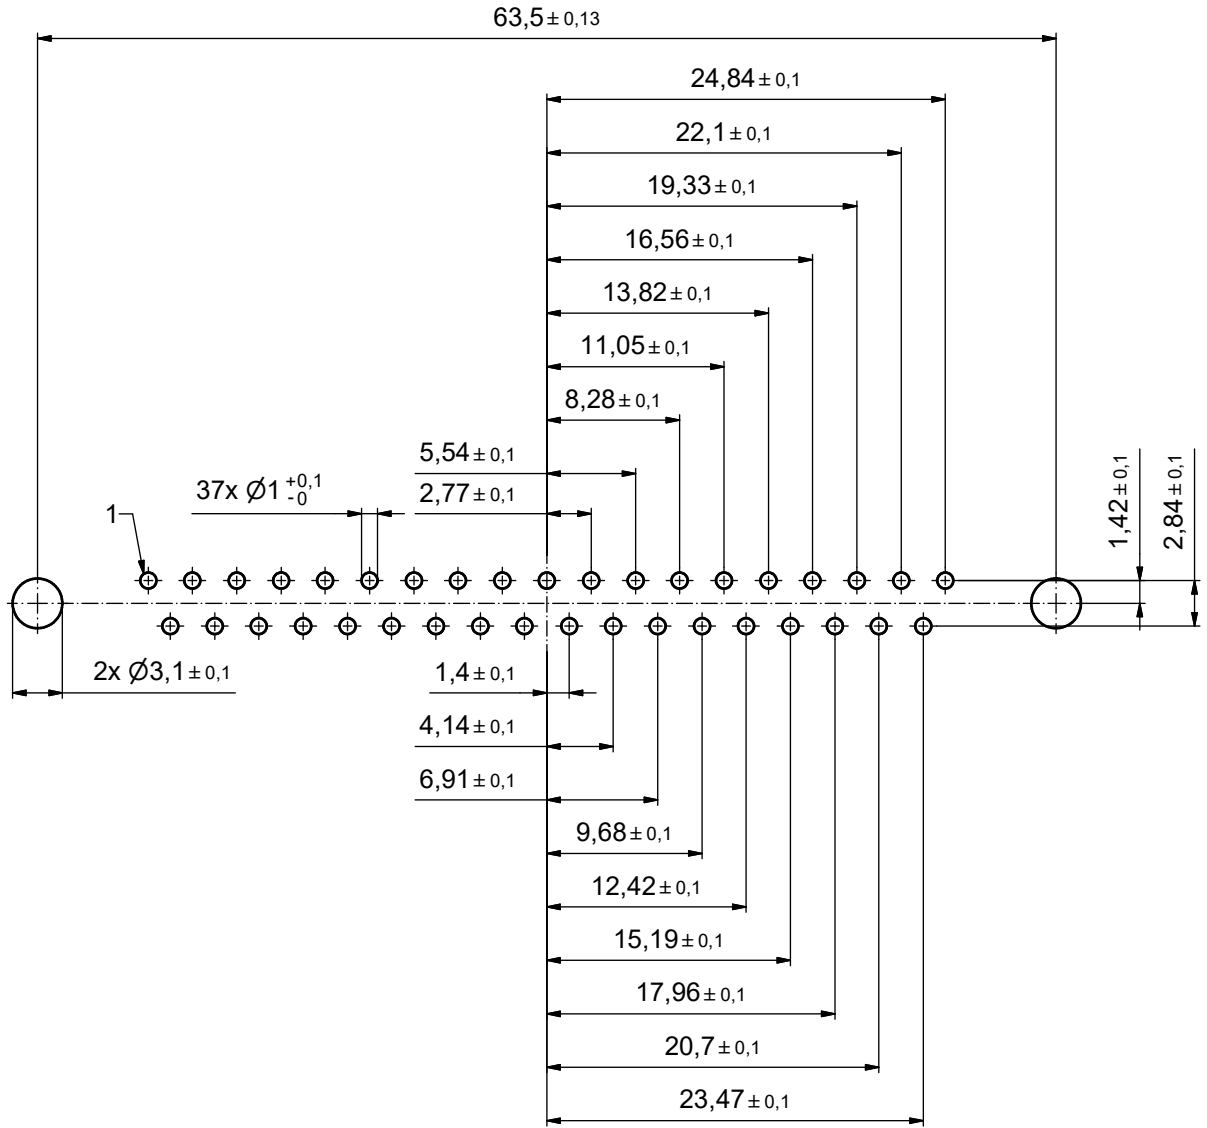 63,5 ± 0,13
24,84 ± 0,1
22,1 ± 0,1
19,33 ± 0,1
16,56 ± 0,1
13,82 ± 0,1
11,05 ± 0,1
8,28 ± 0,1
5,54 ± 0,1
37x Ø1 +0,1 -0
2,77 ± 0,1
1
1,42 ± 0,1
2,84 ± 0,1
2x Ø3,1 ± 0,1
1,4 ± 0,1
4,14 ± 0,1
6,91 ± 0,1
9,68 ± 0,1
12,42 ± 0,1
15,19 ± 0,1
17,96 ± 0,1
20,7 ± 0,1
23,47 ± 0,1